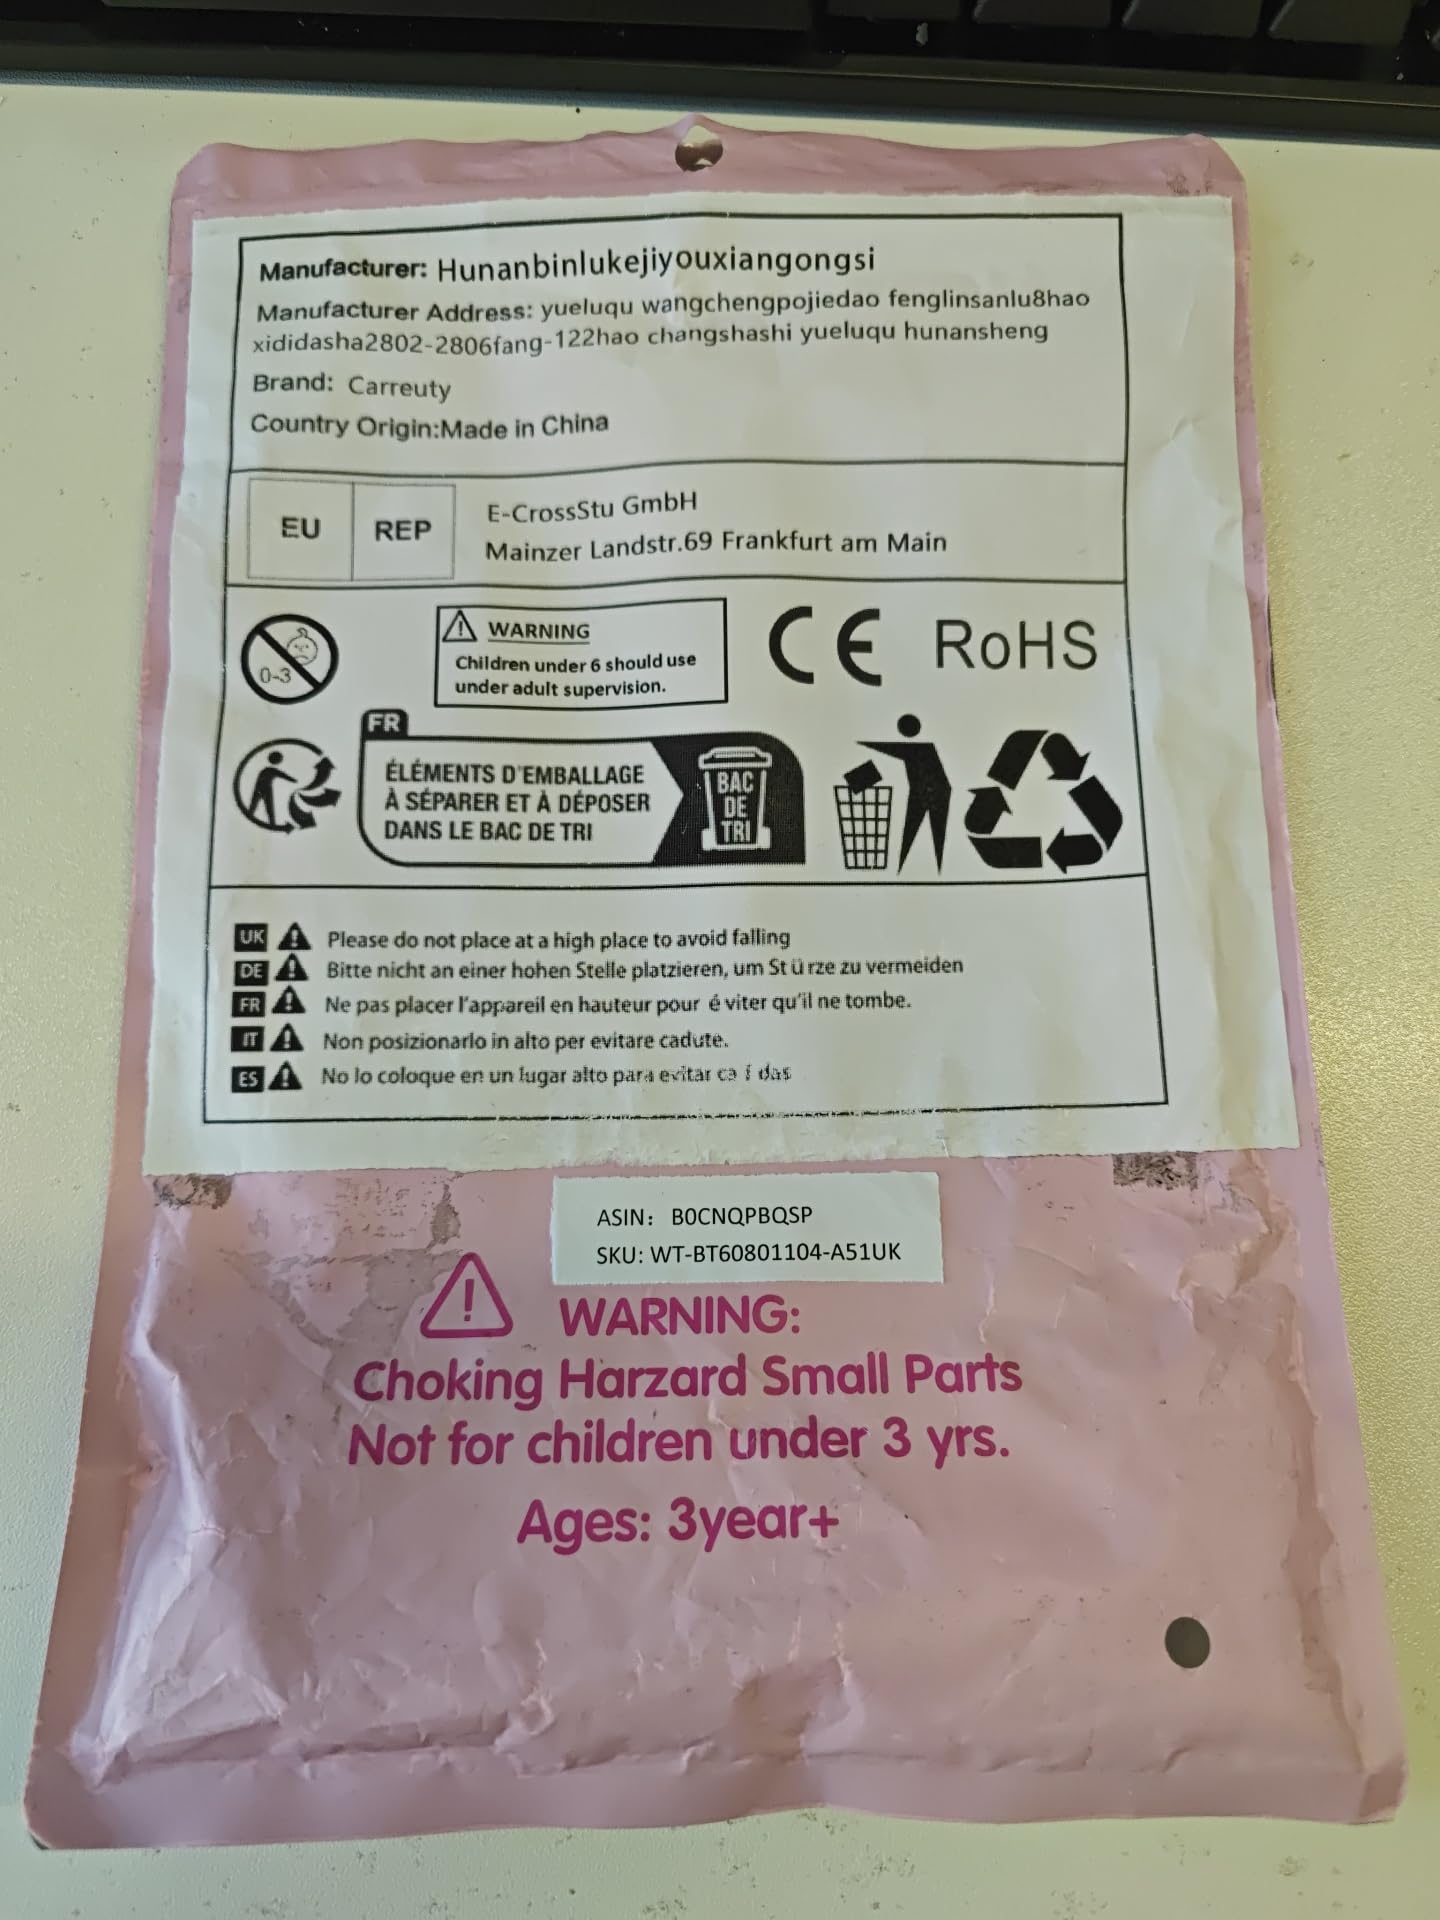 Manufacturer: Hunanbinlukejiyouxiangongsi
Manufacturer Address: yueluqu wangchengpojiedao fenglinsanlu8hao
xididasha2802-2806fang-122hao changshashi yueluqu hunansheng
Brand: Carreuty
Country Origin:Made in China
EU REP
E-CrossStu GmbH
Mainzer Landstr.69 Frankfurt am Main
0-3
WARNING
Children under 6 should use
under adult supervision.
CE RoHS
FR
ÉLÉMENTS D'EMBALLAGE
À SÉPARER ET À DÉPOSER
DANS LE BAC DE TRI
BAC
DE
TRI
UK Please do not place at a high place to avoid falling
DE Bitte nicht an einer hohen Stelle platzieren, um St ü rze zu vermeiden
FR Ne pas placer l'appareil en hauteur pour é viter qu'il ne tombe.
IT Non posizionarlo in alto per evitare cadute.
ES No lo coloque en un lugar alto para evitar ca í das
ASIN: B0CNQPBQSP
SKU: WT-BT60801104-A51UK
WARNING:
Choking Harzard Small Parts
Not for children under 3 yrs.
Ages: 3year+